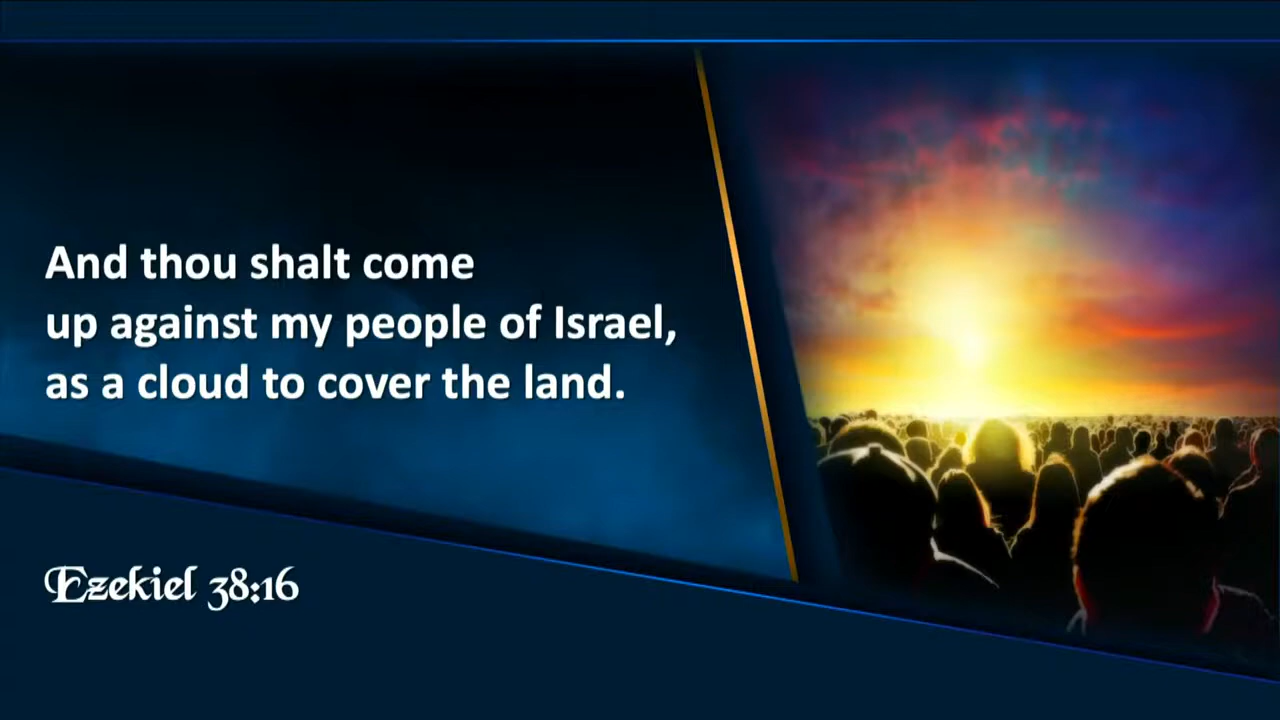 And thou shalt come
up against my people of Israel,
as a cloud to cover the land.
Ezekiel 38:16